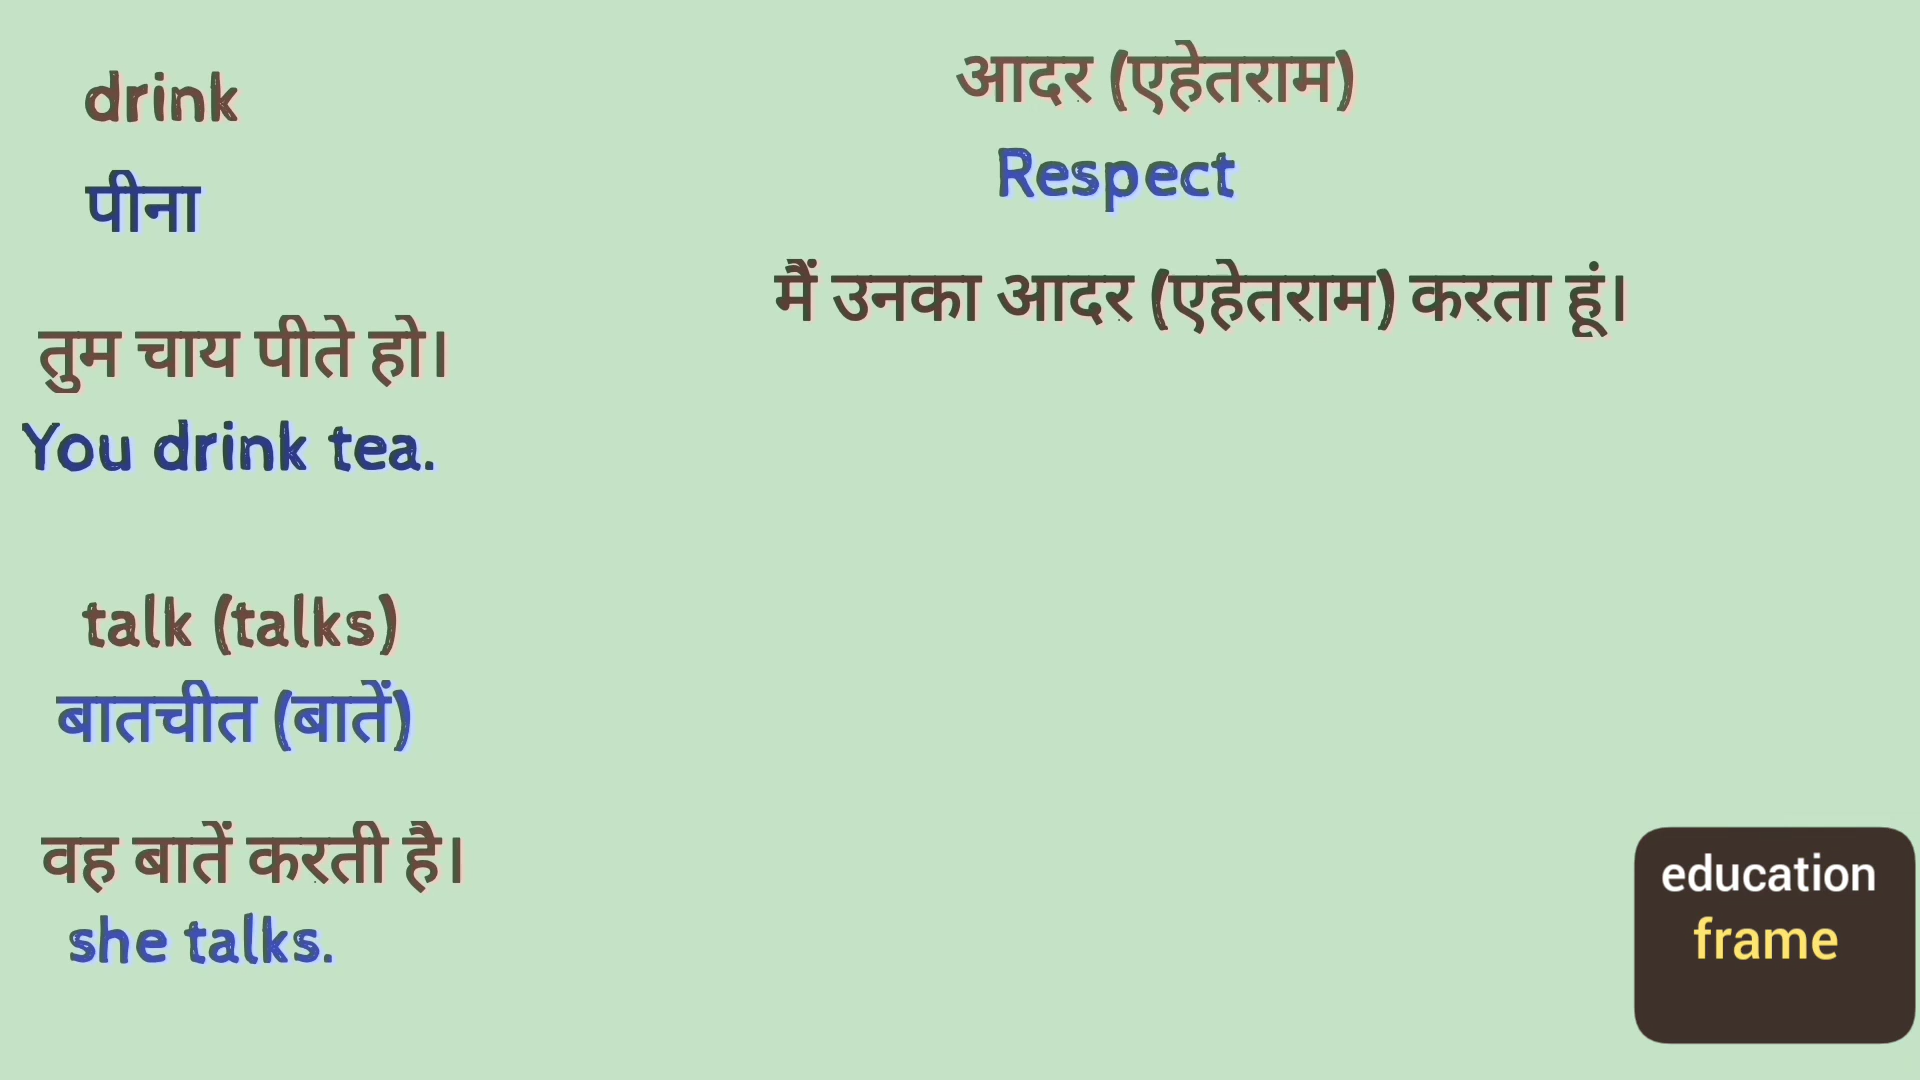 drink
पीना
तुम चाय पीते हो।
You drink tea.
talk (talks)
बातचीत (बातें)
वह बातें करती है।
she talks.
आदर (एहेतराम)
Respect
मैं उनका आदर (एहेतराम) करता हूं।
education
frame